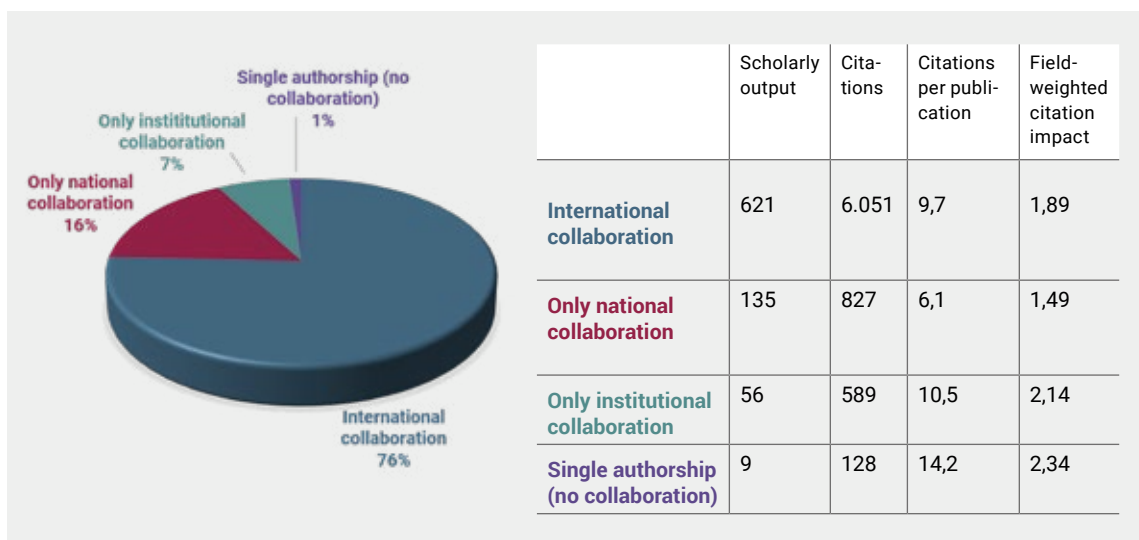 Single authorship (no
collaboration)
1%
Only instititutional
collaboration
7%
Only national
collaboration
16%
International
collaboration
76%
Scholarly
output
Cita-
tions
Citations
per publi-
cation
Field-
weighted
citation
impact
International
collaboration
621
6.051
9,7
1,89
Only national
collaboration
135
827
6,1
1,49
Only institutional
collaboration
56
589
10,5
2,14
Single authorship
(no collaboration)
9
128
14,2
2,34